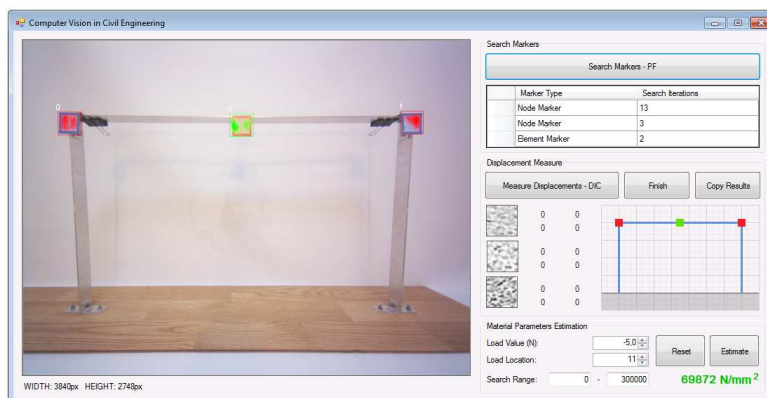 Computer Vision in Civil Engineering
Search Markers
Search Markers - PF
Marker Type Search Iterations
Node Marker 13
Node Marker 3
Element Marker 2
0
0
1
Displacement Measure
Measure Displacements - DIC Finish Copy Results
0 0
0 0
0 0
0 0
0 0
0 0
Material Parameters Estimation
Load Value (N): -5,0
Load Location: 11
Reset Estimate
Search Range: 0 - 300000
69872 N/mm²
WIDTH: 3840px HEIGHT: 2748px